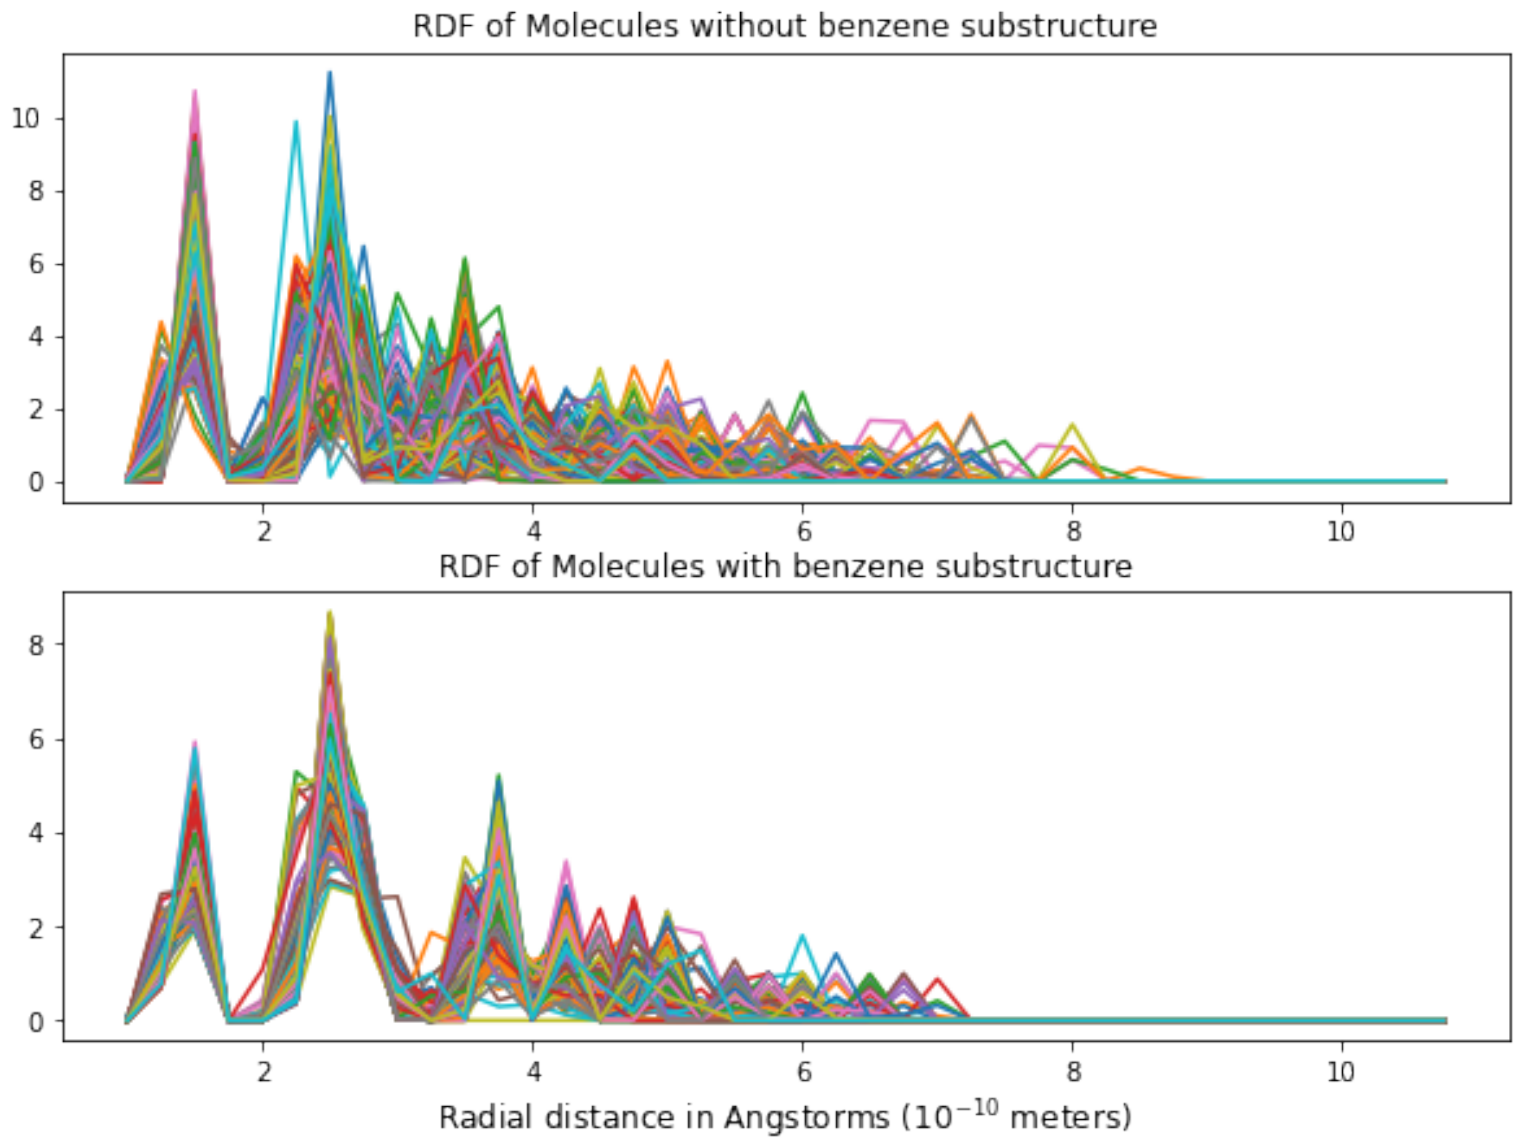 RDF of Molecules without benzene substructure
10
8
6
4
2
0
2 4 6 8 10
RDF of Molecules with benzene substructure
8
6
4
2
0
2 4 6 8 10
Radial distance in Angstorms (10⁻¹⁰ meters)